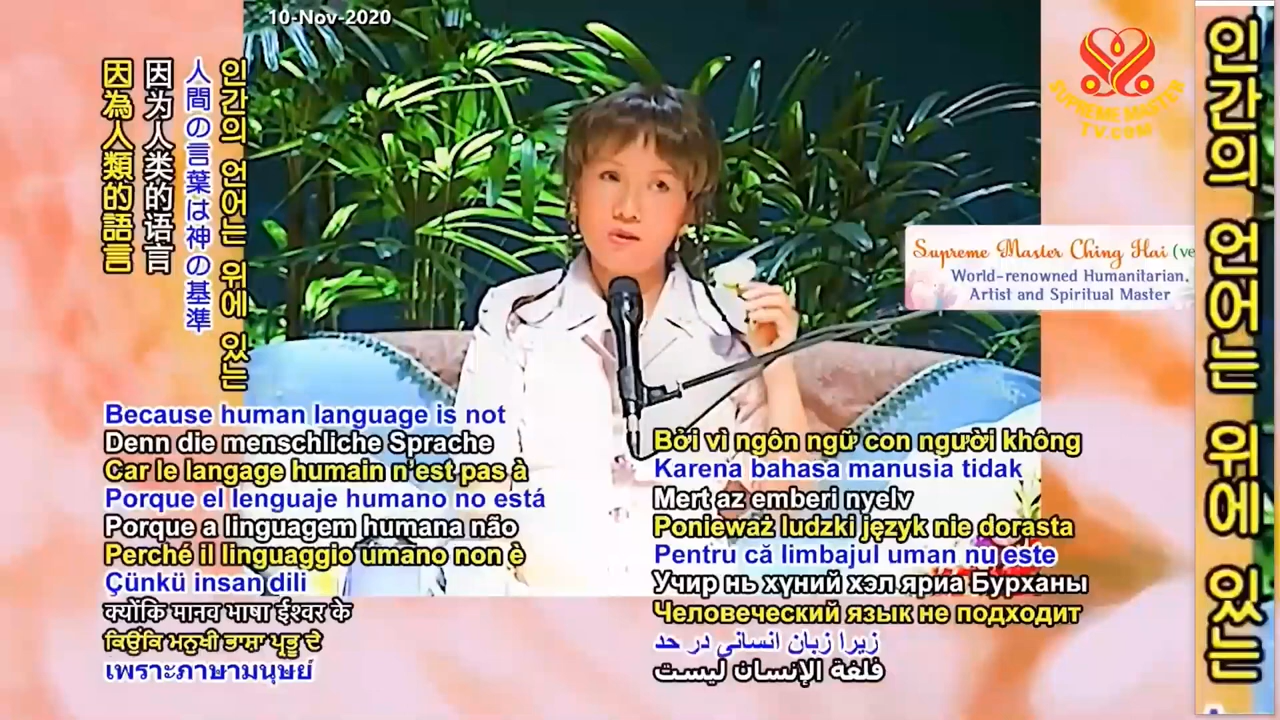 10-Nov-2020
因為人類的語言
因为人类的语言
人間の言葉は神の基準
인간의 언어는 위에 있는
SUPREME MASTER
TV.COM
Supreme Master Ching Hai (ve
World-renowned Humanitarian,
Artist and Spiritual Master
Because human language is not
Denn die menschliche Sprache
Car le langage humain n'est pas à
Porque el lenguaje humano no está
Porque a linguagem humana não
Perché il linguaggio umano non è
Çünkü insan dili
क्योंकि मानव भाषा ईश्वर के
ਕਿਉਂਕਿ ਮਨੁਖੀ ਭਾਸ਼ਾ ਪ੍ਰਭੂ ਦੇ
เพราะภาษามนุษย์
Bởi vì ngôn ngữ con người không
Karena bahasa manusia tidak
Mert az emberi nyelv
Ponieważ ludzki język nie dorasta
Pentru că limbajul uman nu este
Учир нь хүний хэл яриа Бурханы
Человеческий язык не подходит
زیرا زبان انسانی در حد
فلغة الإنسان ليست
인간의 언어는 위에 있는